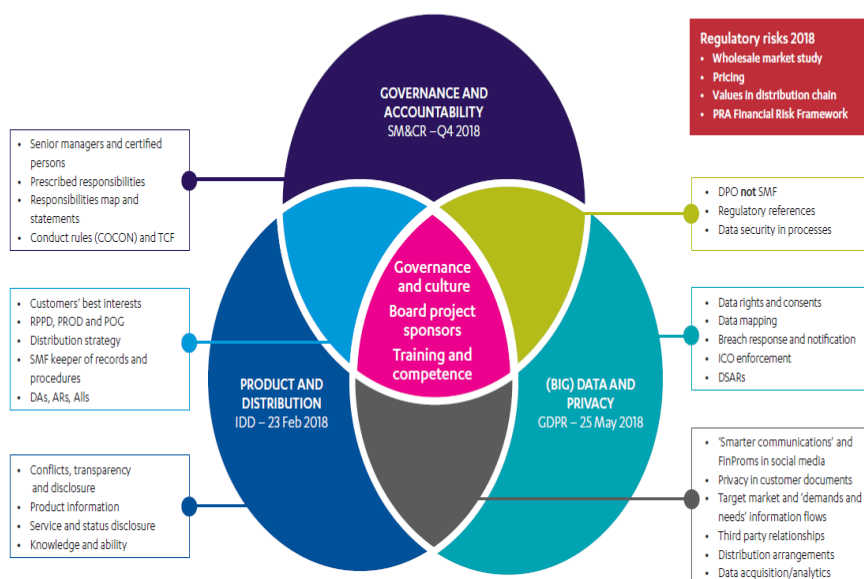 Regulatory risks 2018
• Wholesale market study
• Pricing
• Values in distribution chain
• PRA Financial Risk Framework
GOVERNANCE AND
ACCOUNTABILITY
SM&CR – Q4 2018
• Senior managers and certified
persons
• Prescribed responsibilities
• Responsibilities map and
statements
• Conduct rules (COCON) and TCF
• DPO not SMF
• Regulatory references
• Data security in processes
Governance
and culture
Board project
sponsors
Training and
competence
• Customers' best interests
• RPPD, PROD and POG
• Distribution strategy
• SMF keeper of records and
procedures
• DAs, ARs, AIIs
• Data rights and consents
• Data mapping
• Breach response and notification
• ICO enforcement
• DSARs
PRODUCT AND
DISTRIBUTION
IDD – 23 Feb 2018
(BIG) DATA AND
PRIVACY
GDPR – 25 May 2018
• Conflicts, transparency
and disclosure
• Product information
• Service and status disclosure
• Knowledge and ability
• 'Smarter communications' and
FinProms in social media
• Privacy in customer documents
• Target market and 'demands and
needs' information flows
• Third party relationships
• Distribution arrangements
• Data acquisition/analytics